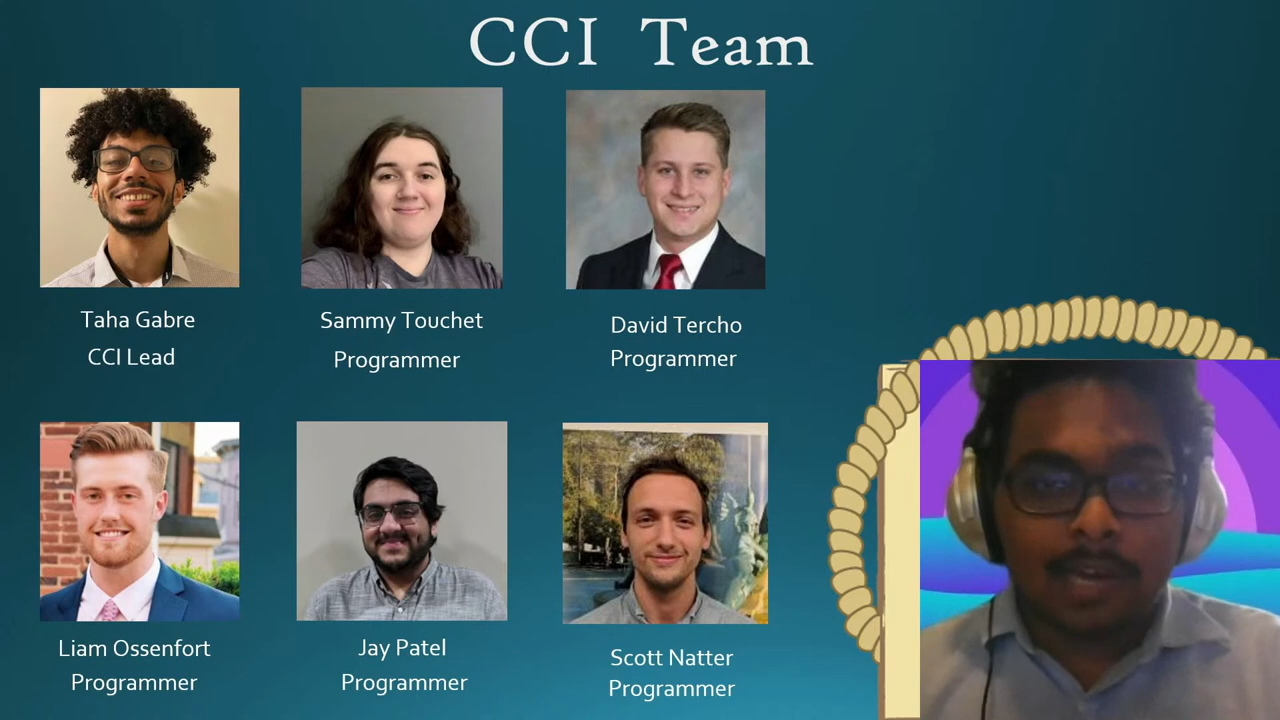 CCI Team
Taha Gabre
CCI Lead
Sammy Touchet
Programmer
David Tercho
Programmer
Liam Ossenfort
Programmer
Jay Patel
Programmer
Scott Natter
Programmer